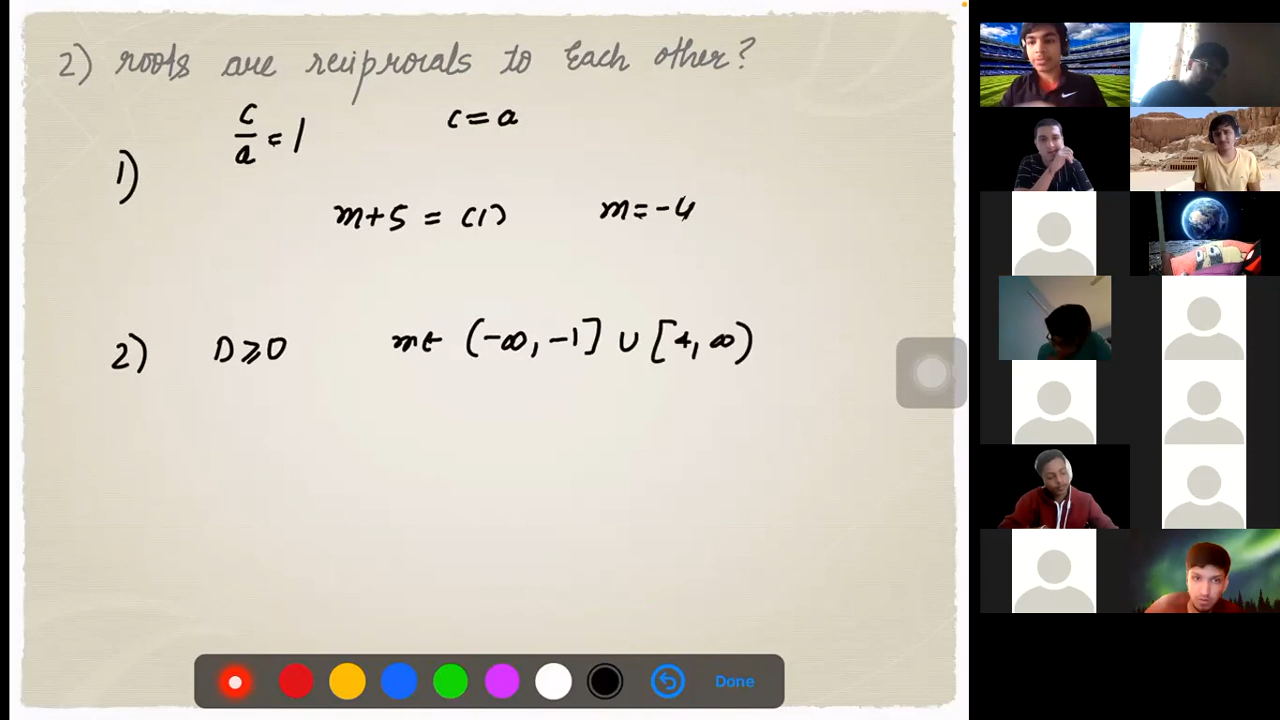 2) roots are reciprocals to Each other?
c/a = 1    c = a
1)
m+5 = (1)    m = -4
2)    D ≥ 0    m ∈ (-∞, -1] ∪ [4, ∞)
Done